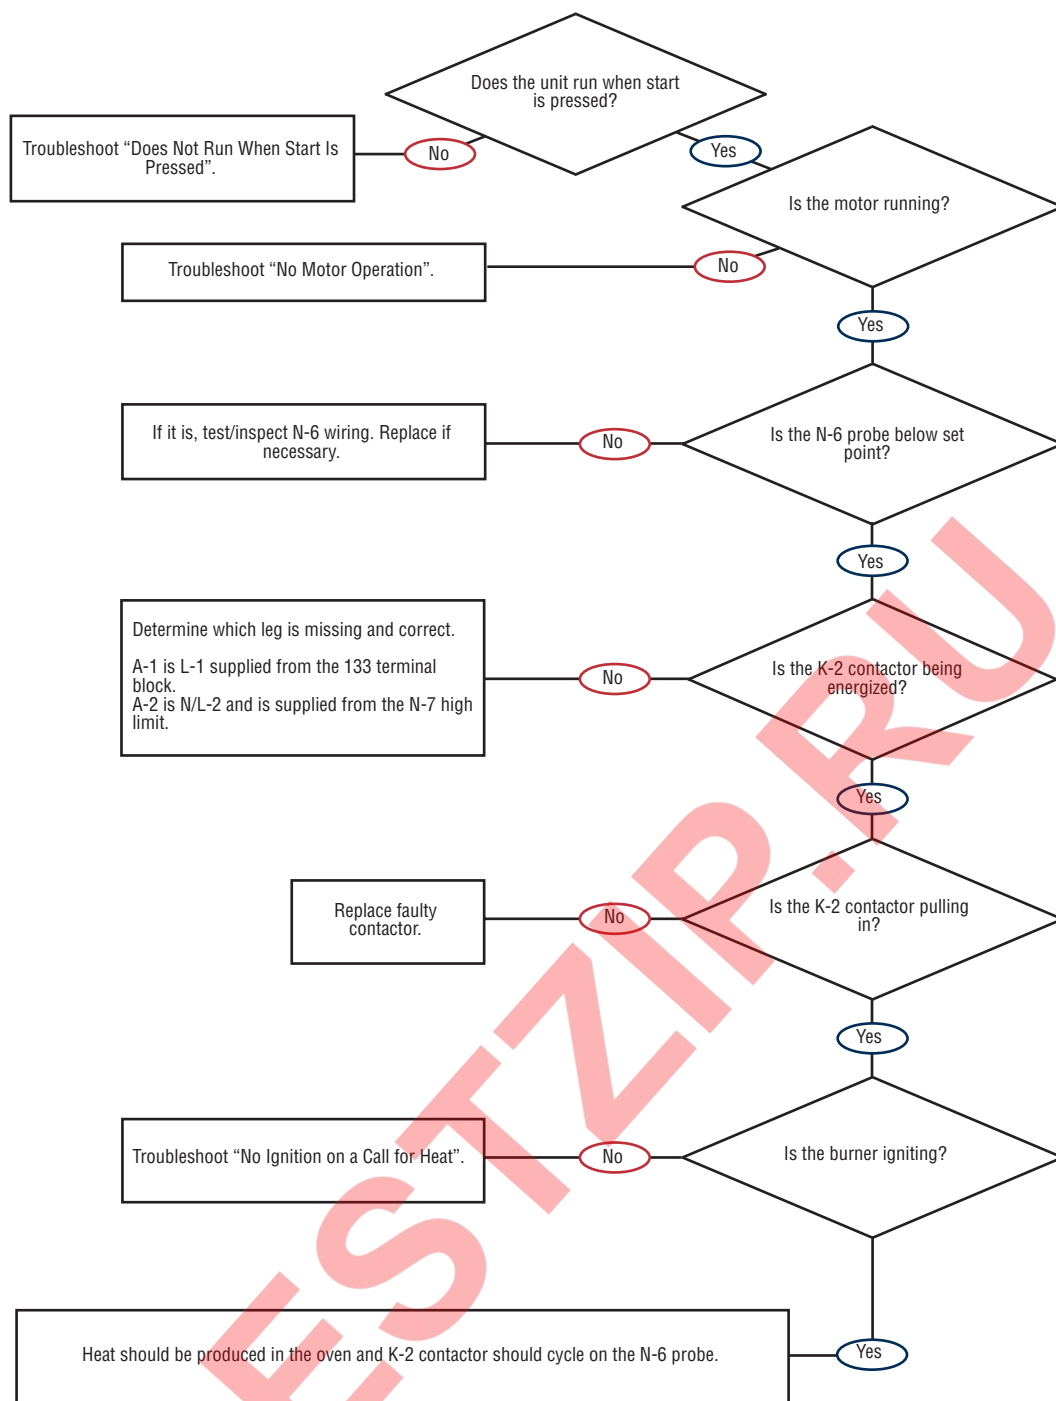 Does the unit run when start
is pressed?
Troubleshoot “Does Not Run When Start Is
Pressed”.
No
Yes
Is the motor running?
Troubleshoot “No Motor Operation”.
No
Yes
If it is, test/inspect N-6 wiring. Replace if
necessary.
No
Is the N-6 probe below set
point?
Yes
Determine which leg is missing and correct.
A-1 is L-1 supplied from the 133 terminal
block.
A-2 is N/L-2 and is supplied from the N-7 high
limit.
No
Is the K-2 contactor being
energized?
Yes
Replace faulty
contactor.
No
Is the K-2 contactor pulling
in?
Yes
Troubleshoot “No Ignition on a Call for Heat”.
No
Is the burner igniting?
Heat should be produced in the oven and K-2 contactor should cycle on the N-6 probe.
Yes
ESTZIP.RU